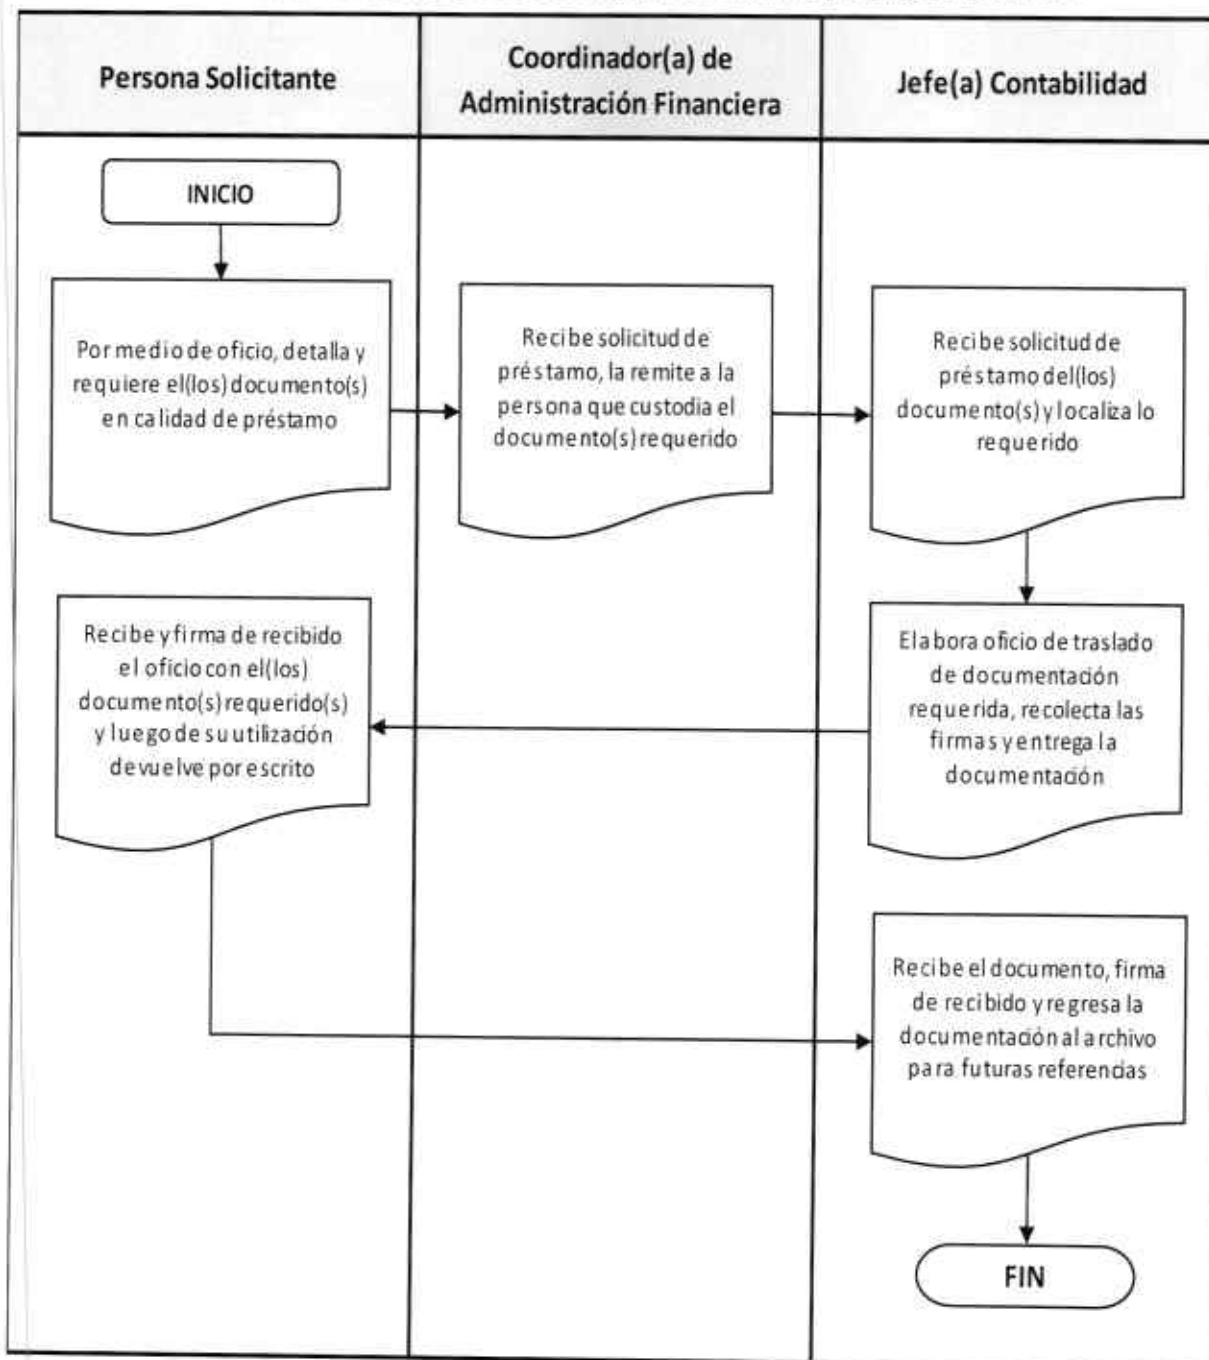 Persona Solicitante
Coordinador(a) de
Administración Financiera
Jefe(a) Contabilidad
INICIO
Por medio de oficio, detalla y
requiere el(los) documento(s)
en calidad de préstamo
Recibe solicitud de
préstamo, la remite a la
persona que custodia el
documento(s) requerido
Recibe solicitud de
préstamo del(los)
documento(s) y localiza lo
requerido
Elabora oficio de traslado
de documentación
requerida, recolecta las
firmas y entrega la
documentación
Recibe y firma de recibido
el oficio con el(los)
documento(s) requerido(s)
y luego de su utilización
devuelve por escrito
Recibe el documento, firma
de recibido y regresa la
documentación al archivo
para futuras referencias
FIN